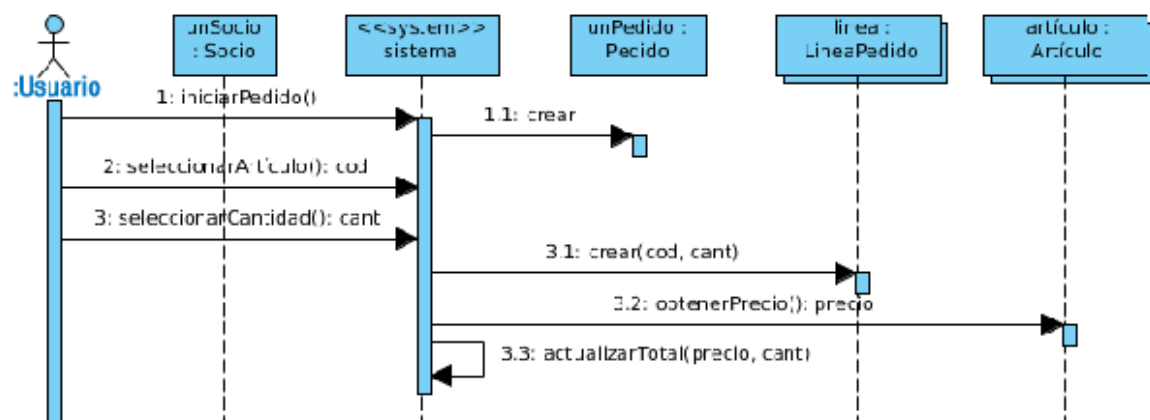 unSocio
: Socio
<<system>>
sistema
unPedido :
Pedido
linea :
LineaPedido
artículo :
Artículo
:Usuario
1: iniciarPedido()
1.1: crear
2: seleccionarArtículo(): cod
3: seleccionarCantidad(): cant
3.1: crear(cod, cant)
3.2: obtenerPrecio(): precio
3.3: actualizarTotal(precio, cant)